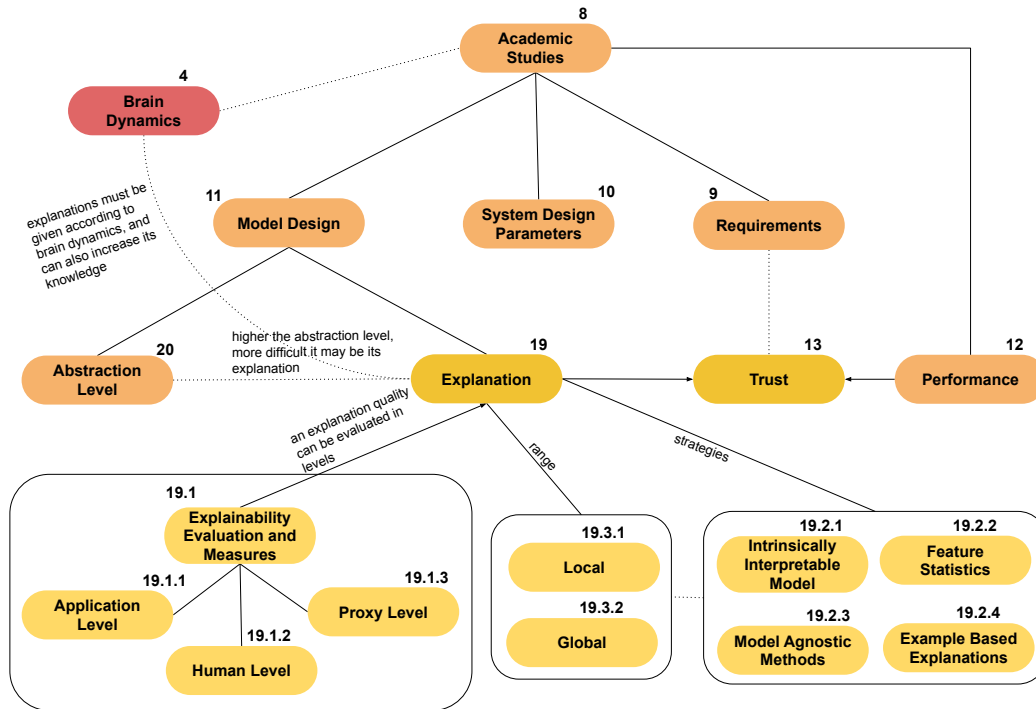 8
Academic
Studies
4
Brain
Dynamics
explanations must be
given according to
brain dynamics, and
can also increase its
knowledge
11
Model Design
10
System Design
Parameters
9
Requirements
20
Abstraction
Level
higher the abstraction level,
more difficult it may be its
explanation
19
Explanation
13
Trust
12
Performance
an explanation quality
can be evaluated in
levels
range
strategies
19.1
Explainability
Evaluation and
Measures
19.1.1
Application
Level
19.1.2
Human Level
19.1.3
Proxy Level
19.3.1
Local
19.3.2
Global
19.2.1
Intrinsically
Interpretable
Model
19.2.2
Feature
Statistics
19.2.3
Model Agnostic
Methods
19.2.4
Example Based
Explanations